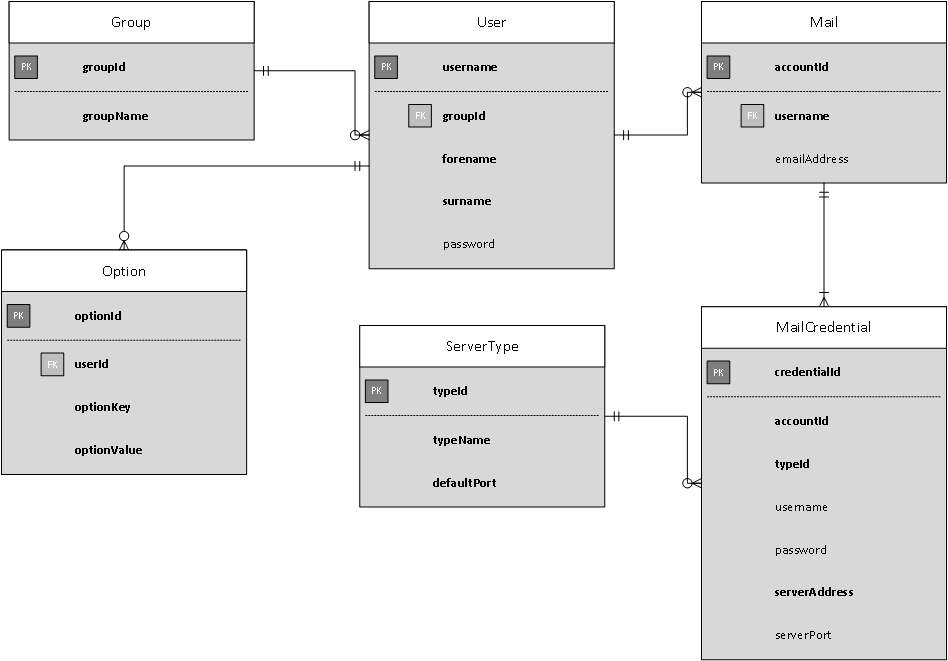 Group
PK groupId
groupName
User
PK username
FK groupId
forename
surname
password
Mail
PK accountId
FK username
emailAddress
Option
PK optionId
FK userId
optionKey
optionValue
ServerType
PK typeId
typeName
defaultPort
MailCredential
PK credentialId
accountId
typeId
username
password
serverAddress
serverPort